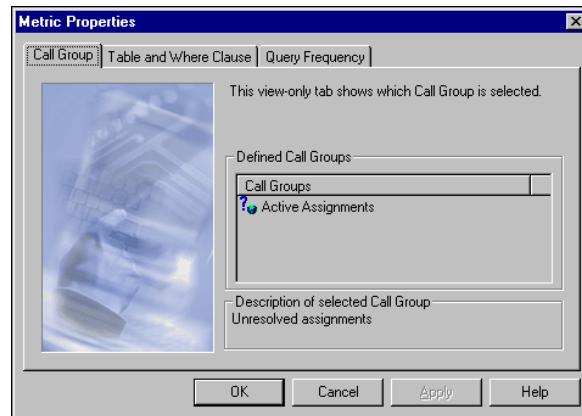 Metric Properties
Call Group
Table and Where Clause
Query Frequency
This view-only tab shows which Call Group is selected.
Defined Call Groups
Call Groups
Active Assignments
Description of selected Call Group
Unresolved assignments
OK
Cancel
Apply
Help